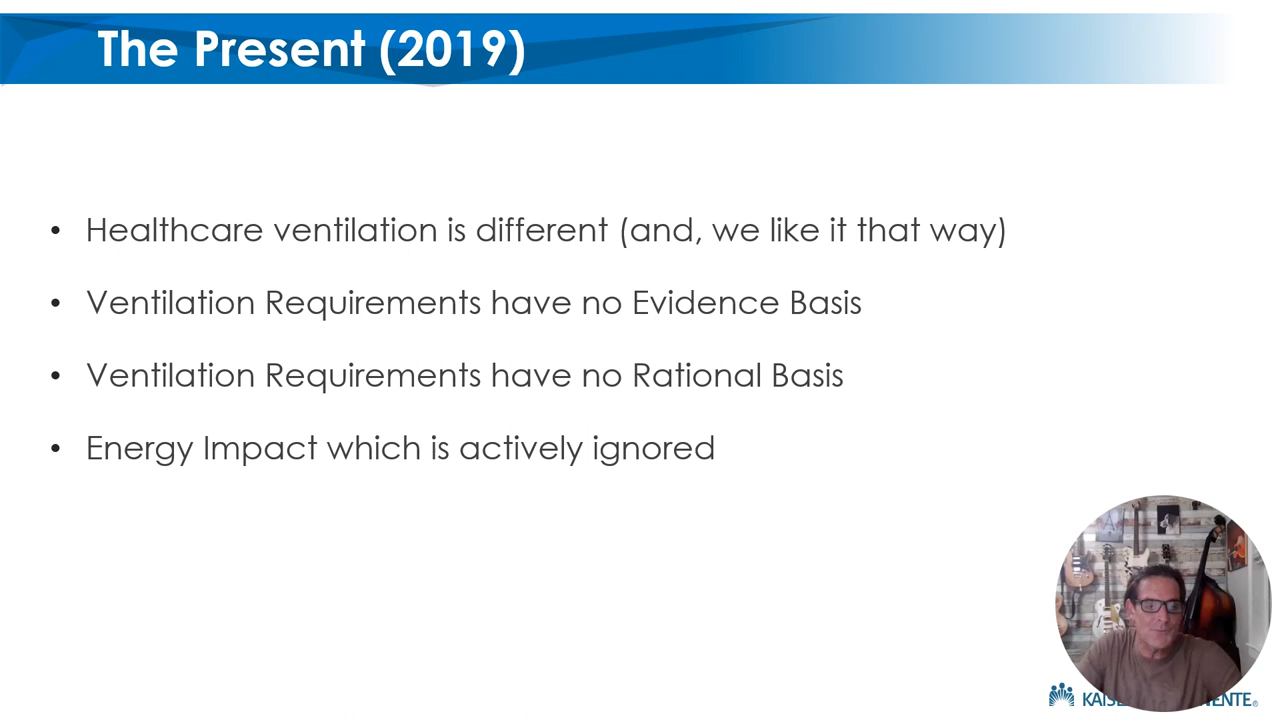 The Present (2019)
• Healthcare ventilation is different (and, we like it that way)
• Ventilation Requirements have no Evidence Basis
• Ventilation Requirements have no Rational Basis
• Energy Impact which is actively ignored